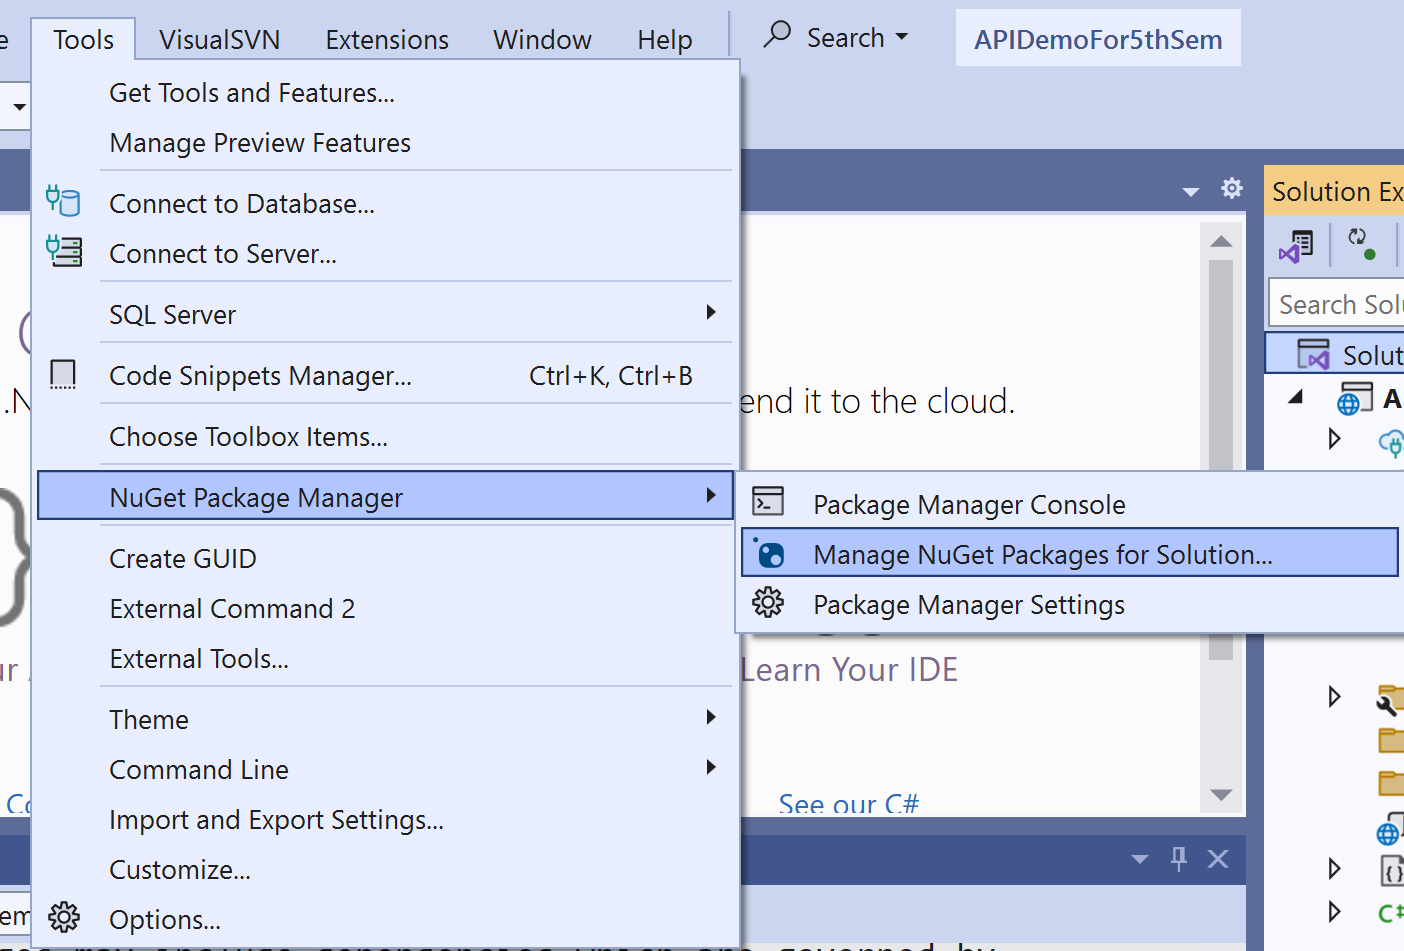 Tools VisualSVN Extensions Window Help Search APIDemoFor5thSem
Get Tools and Features...
Manage Preview Features
Connect to Database...
Connect to Server...
SQL Server
Code Snippets Manager... Ctrl+K, Ctrl+B
Choose Toolbox Items...
NuGet Package Manager
Create GUID
External Command 2
External Tools...
Theme
Command Line
Import and Export Settings...
Customize...
Options...
Package Manager Console
Manage NuGet Packages for Solution...
Package Manager Settings
end it to the cloud.
Learn Your IDE
See our C#
Solution Ex
Search Solu
Solut
A